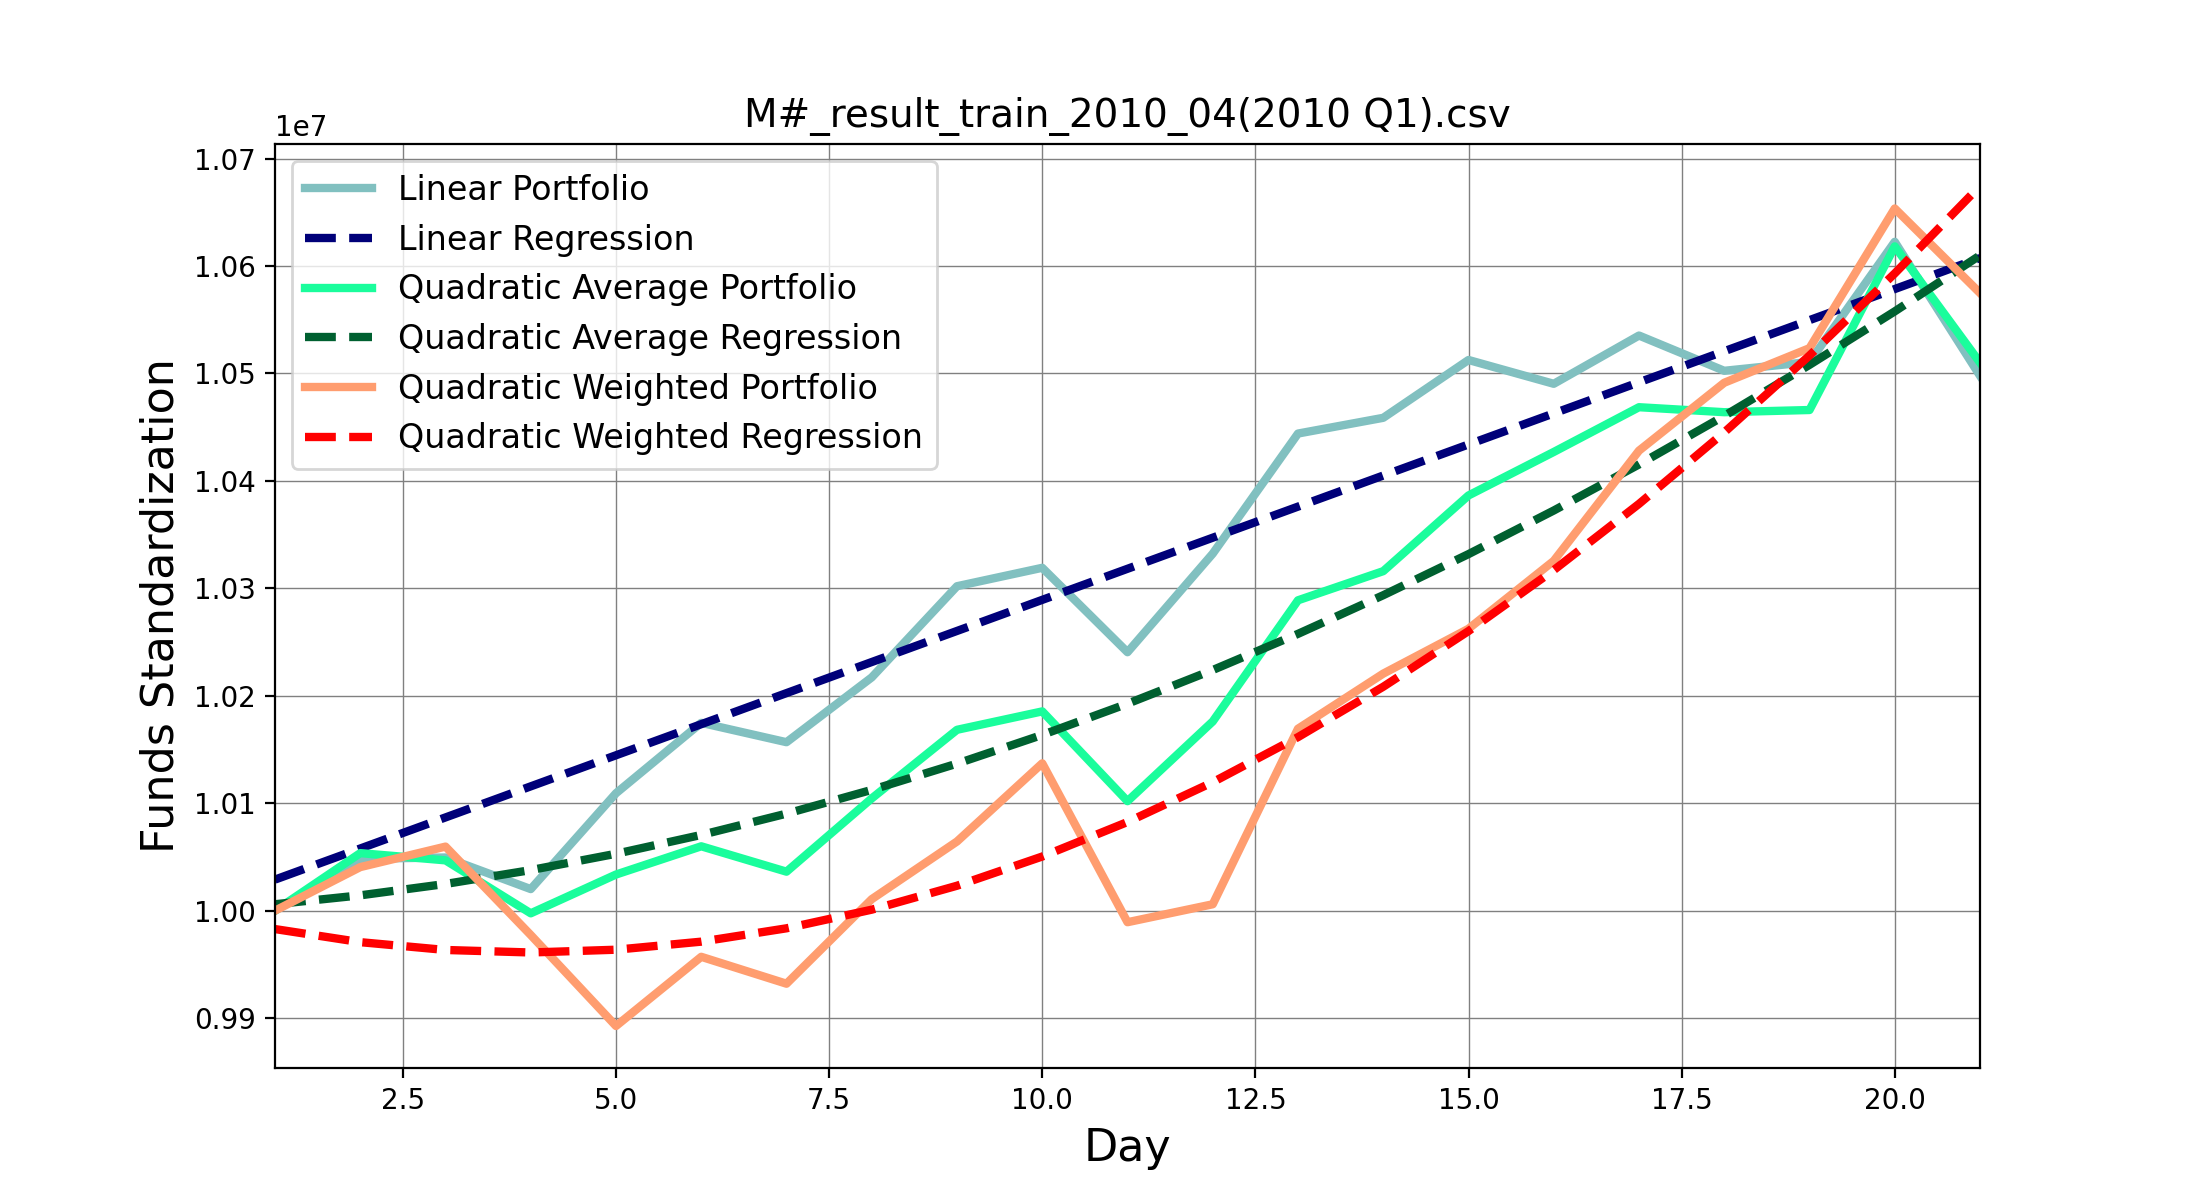 M#_result_train_2010_04(2010 Q1).csv
1e7
1.07
1.06
1.05
1.04
1.03
1.02
1.01
1.00
0.99
Funds Standardization
Linear Portfolio
Linear Regression
Quadratic Average Portfolio
Quadratic Average Regression
Quadratic Weighted Portfolio
Quadratic Weighted Regression
2.5 5.0 7.5 10.0 12.5 15.0 17.5 20.0
Day